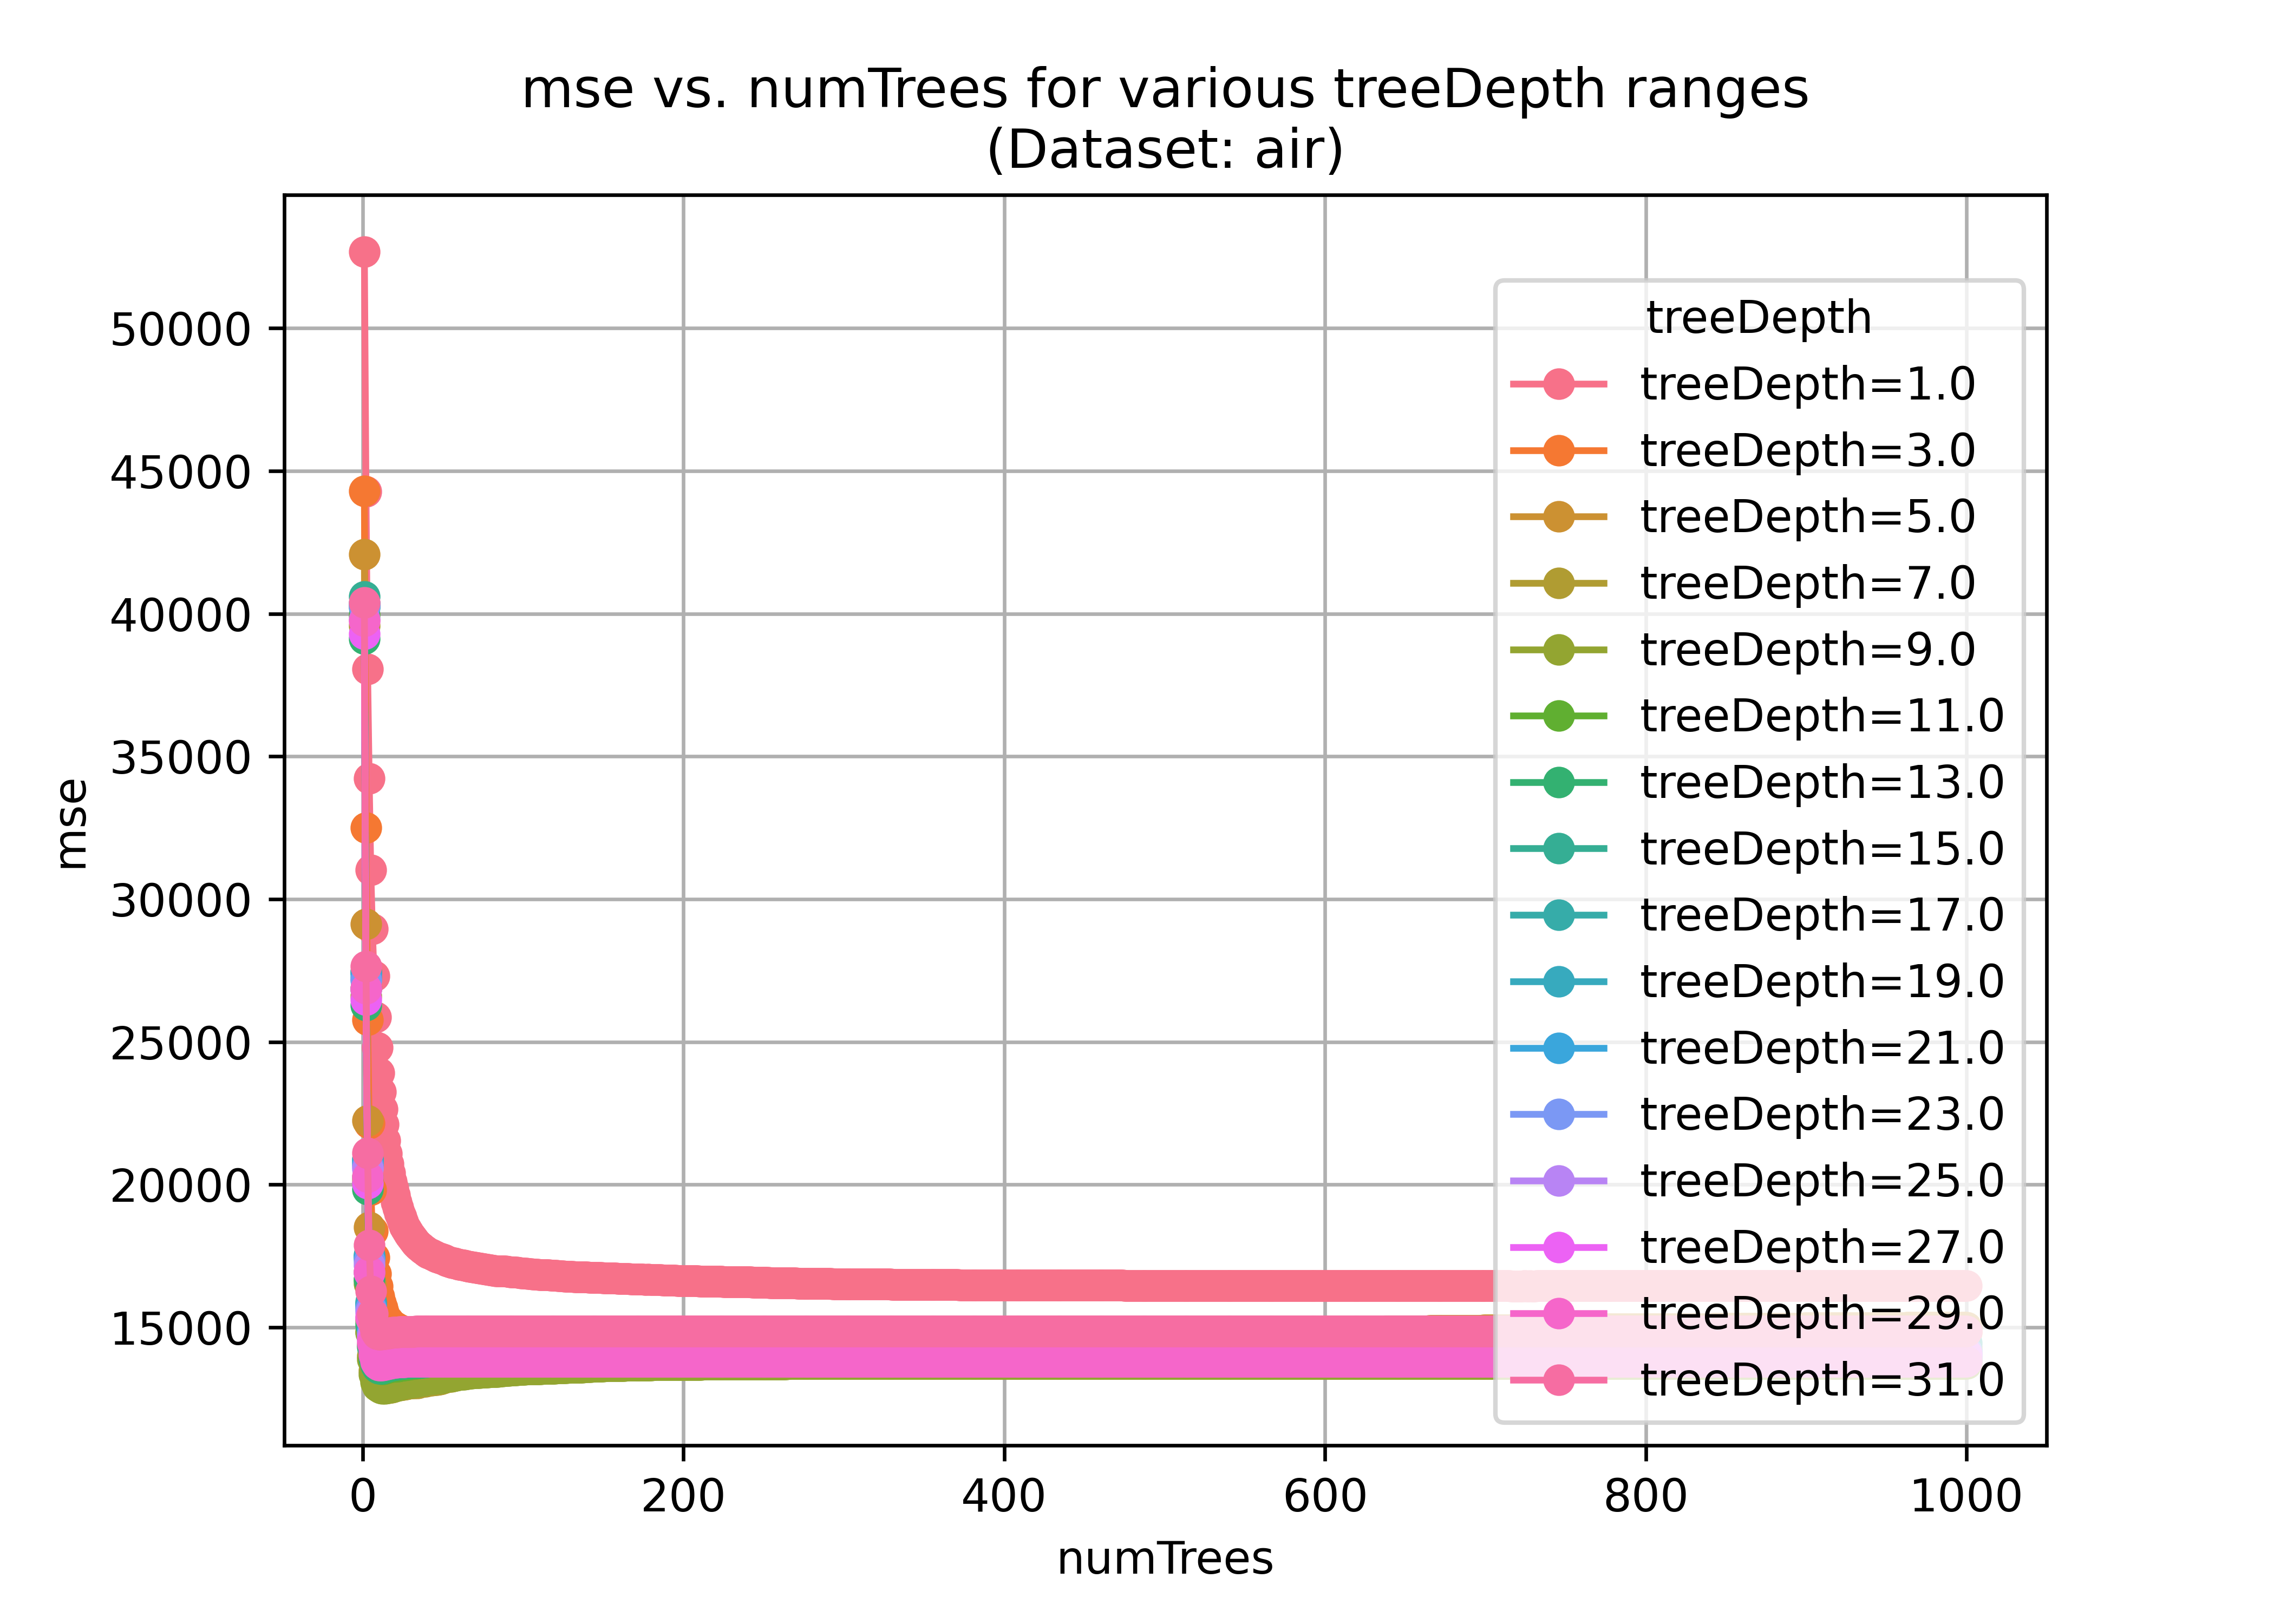 mse vs. numTrees for various treeDepth ranges
(Dataset: air)
mse
50000
45000
40000
35000
30000
25000
20000
15000
treeDepth
treeDepth=1.0
treeDepth=3.0
treeDepth=5.0
treeDepth=7.0
treeDepth=9.0
treeDepth=11.0
treeDepth=13.0
treeDepth=15.0
treeDepth=17.0
treeDepth=19.0
treeDepth=21.0
treeDepth=23.0
treeDepth=25.0
treeDepth=27.0
treeDepth=29.0
treeDepth=31.0
0 200 400 600 800 1000
numTrees